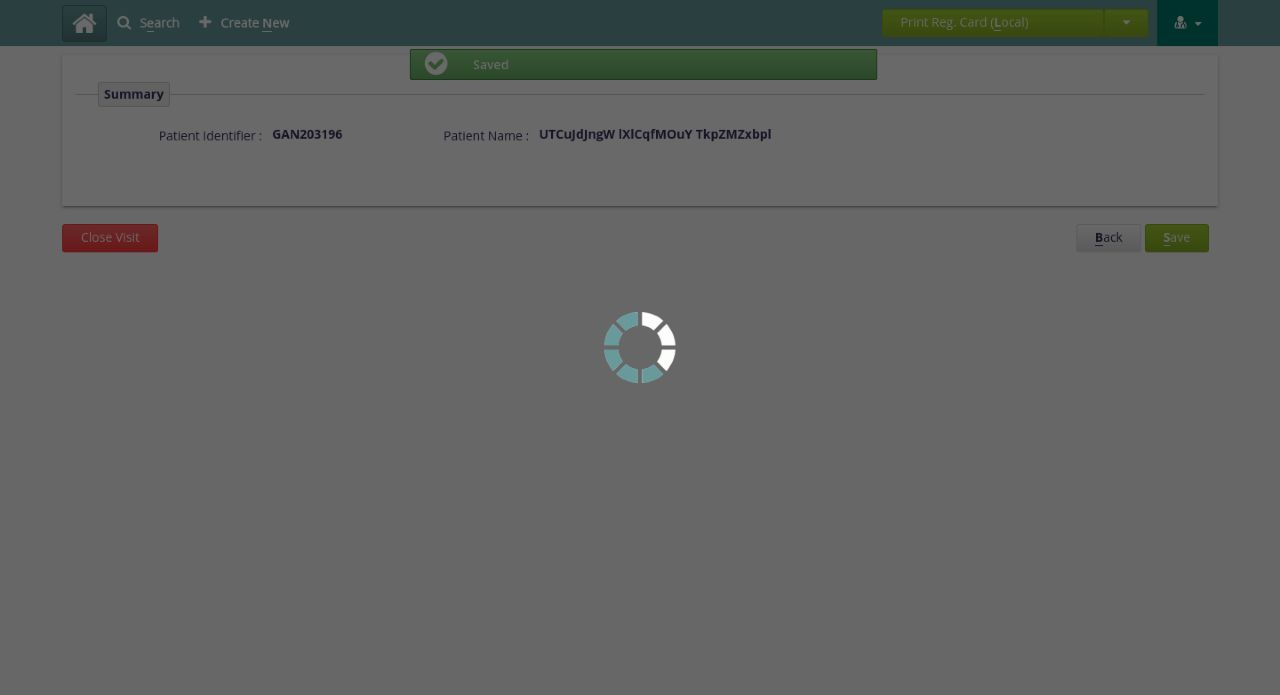 Search
Create New
Print Reg. Card (Local)
Saved
Summary
Patient Identifier : GAN203196
Patient Name : UTCuJdJngW lXlCqfMOuY TkpZMZxbpl
Close Visit
Back
Save